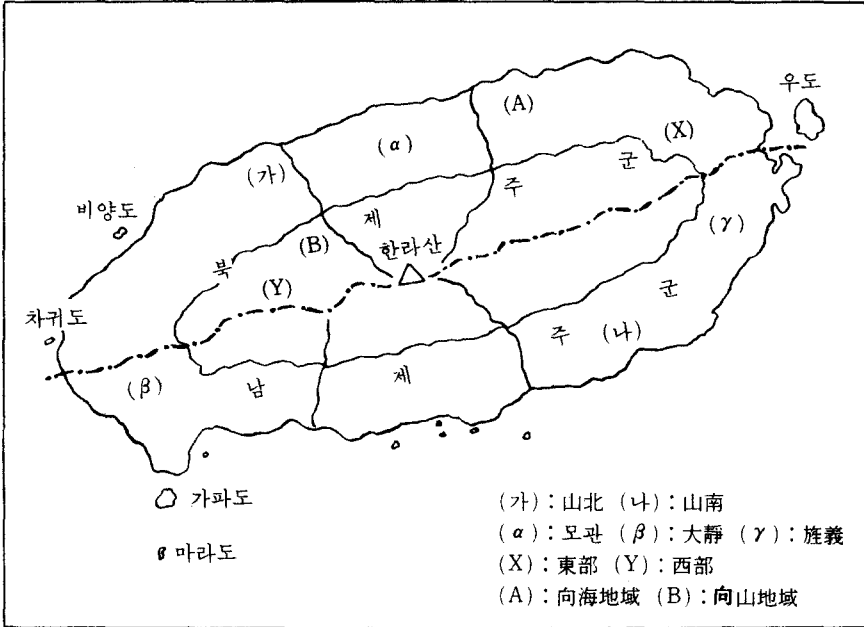 우도
(A)
(α)
(X)
(가)
군
주
비양도
제
(γ)
(B)
한라산
북
(Y)
군
차귀도
주 (나)
제
(β)
남
가파도
(가) : 山北 (나) : 山南
(α) : 모관 (β) : 大靜 (γ) : 旌義
마라도
(X) : 東部 (Y) : 西部
(A) : 向海地域 (B) : 向山地域